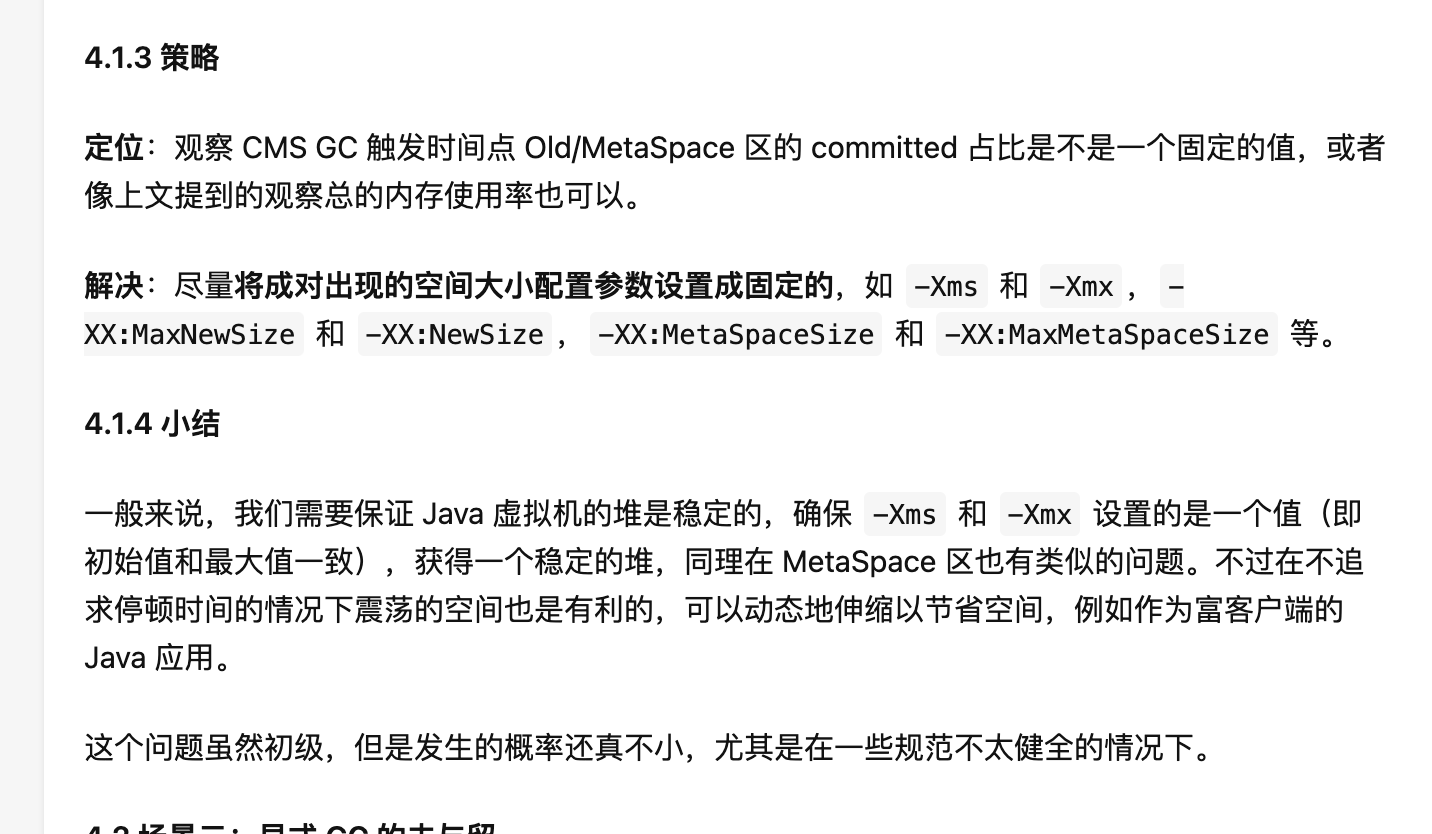 4.1.3 策略
定位：观察 CMS GC 触发时间点 Old/MetaSpace 区的 committed 占比是不是一个固定的值，或者
像上文提到的观察总的内存使用率也可以。
解决：尽量将成对出现的空间大小配置参数设置成固定的，如 -Xms 和 -Xmx，-
XX:MaxNewSize 和 -XX:NewSize，-XX:MetaSpaceSize 和 -XX:MaxMetaSpaceSize 等。
4.1.4 小结
一般来说，我们需要保证 Java 虚拟机的堆是稳定的，确保 -Xms 和 -Xmx 设置的是一个值（即
初始值和最大值一致），获得一个稳定的堆，同理在 MetaSpace 区也有类似的问题。不过在不追
求停顿时间的情况下震荡的空间也是有利的，可以动态地伸缩以节省空间，例如作为富客户端的
Java 应用。
这个问题虽然初级，但是发生的概率还真不小，尤其是在一些规范不太健全的情况下。
4.2 场景二：显式 GC 的去与留